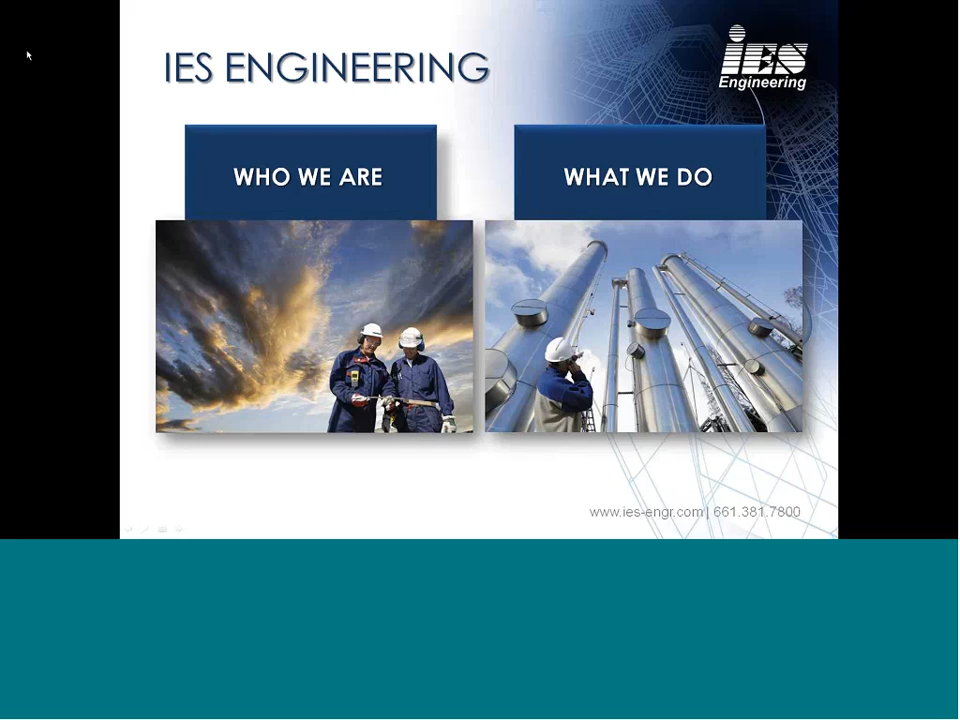 IES ENGINEERING
iES
Engineering
WHO WE ARE
WHAT WE DO
www.ies-engr.com | 661.381.7800